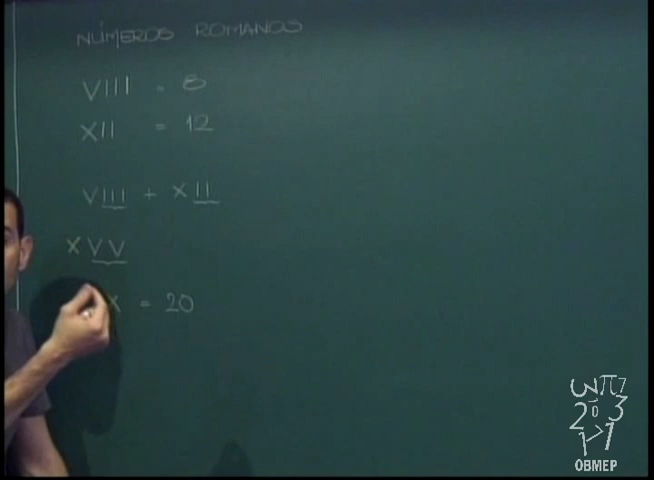 NÚMEROS ROMANOS
VIII = 8
XII = 12
VIII + XII
XVV
X = 20
OBMEP